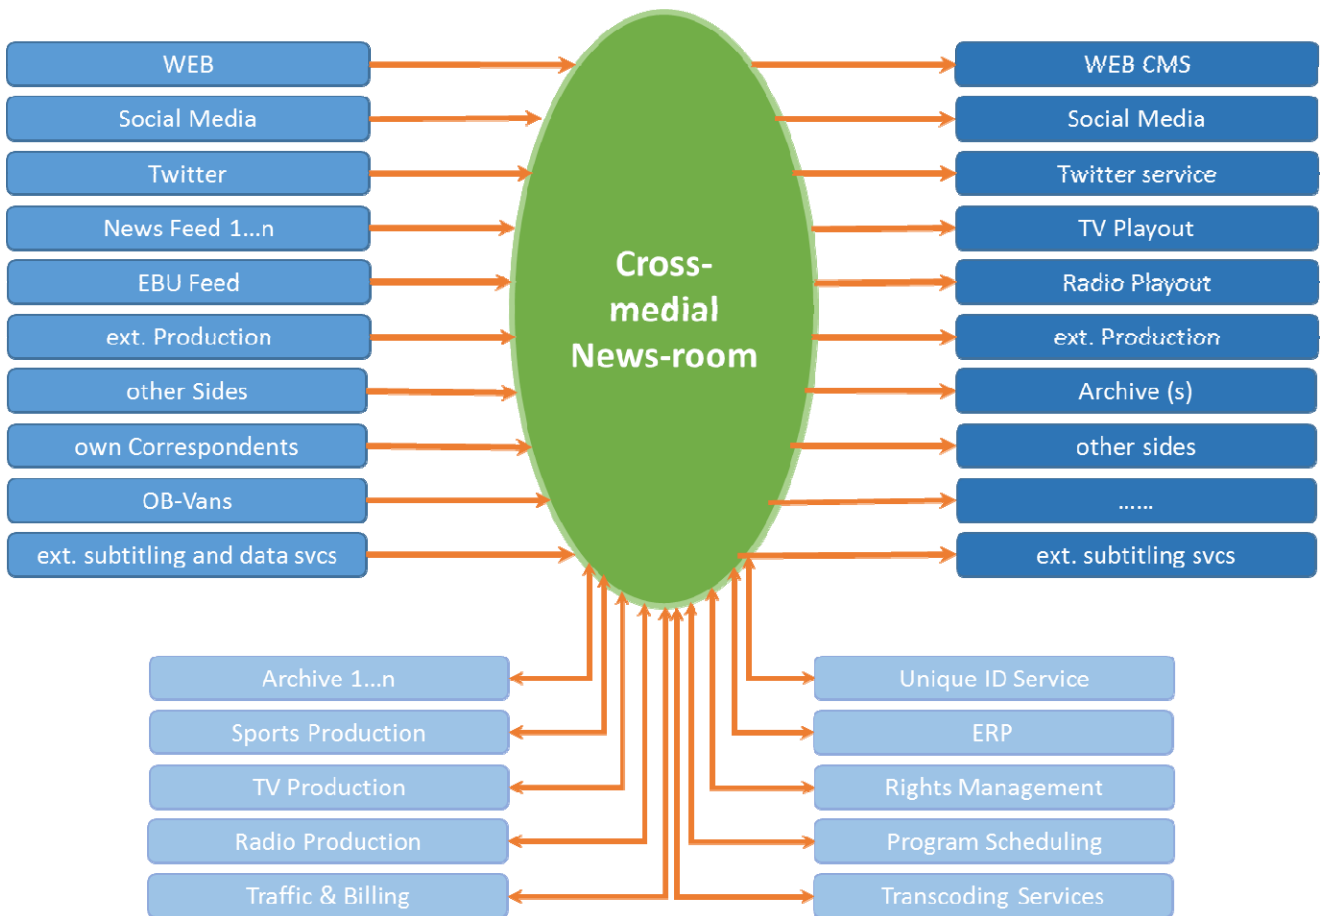 WEB
Social Media
Twitter
News Feed 1...n
EBU Feed
ext. Production
other Sides
own Correspondents
OB-Vans
ext. subtitling and data svcs
Cross-
medial
News-room
WEB CMS
Social Media
Twitter service
TV Playout
Radio Playout
ext. Production
Archive (s)
other sides
......
ext. subtitling svcs
Archive 1...n
Sports Production
TV Production
Radio Production
Traffic & Billing
Unique ID Service
ERP
Rights Management
Program Scheduling
Transcoding Services